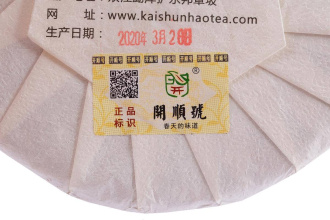 网 址：www.kaishunhaotea.com
生产日期：2020年3月28日
正品
标识
開順號
春天的味道